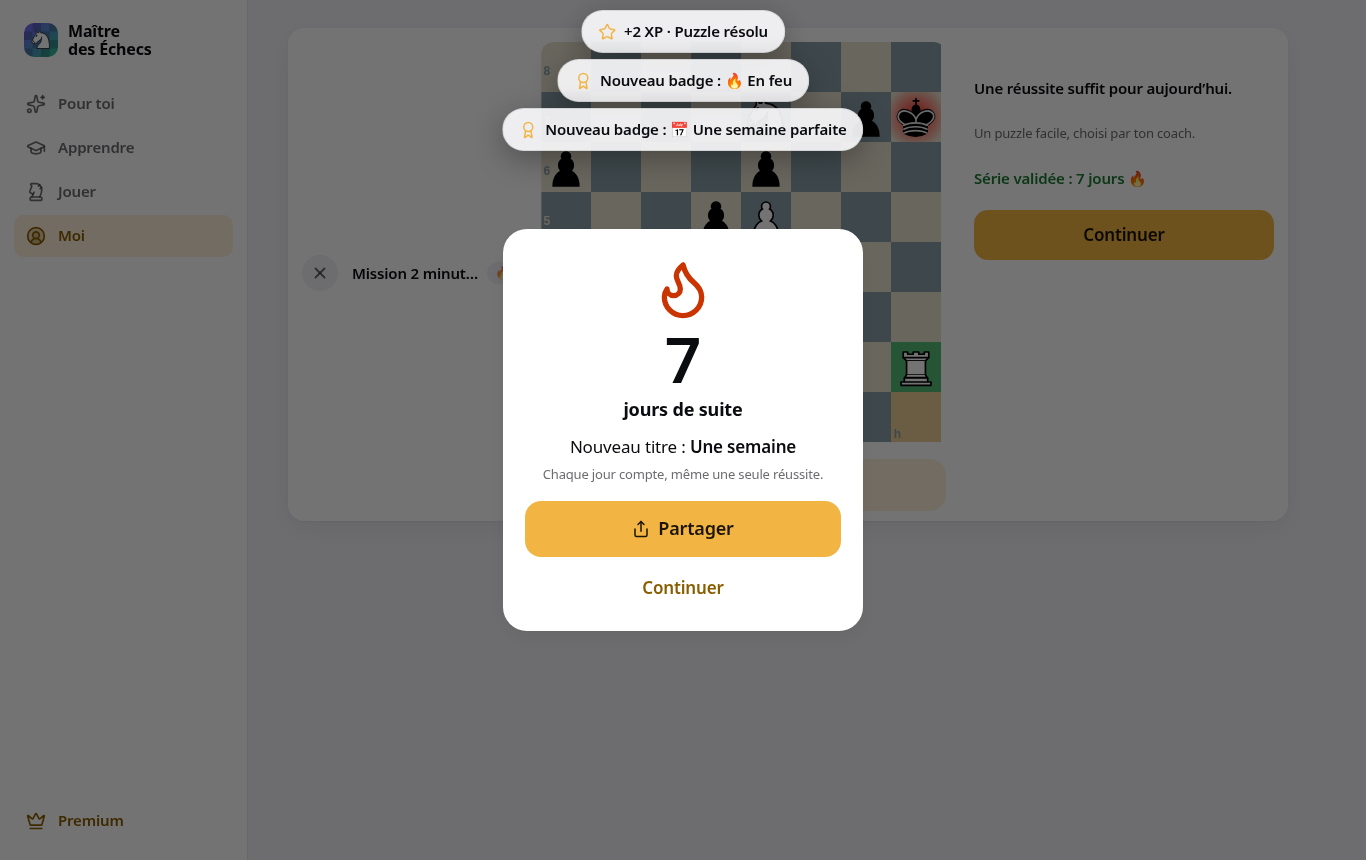 Maître
des Échecs
Pour toi
Apprendre
Jouer
Moi
Premium
+2 XP · Puzzle résolu
Nouveau badge : 🔥 En feu
Nouveau badge : 📅 Une semaine parfaite
Mission 2 minut...
8
6
5
h
7
jours de suite
Nouveau titre : Une semaine
Chaque jour compte, même une seule réussite.
Partager
Continuer
Une réussite suffit pour aujourd'hui.
Un puzzle facile, choisi par ton coach.
Série validée : 7 jours 🔥
Continuer